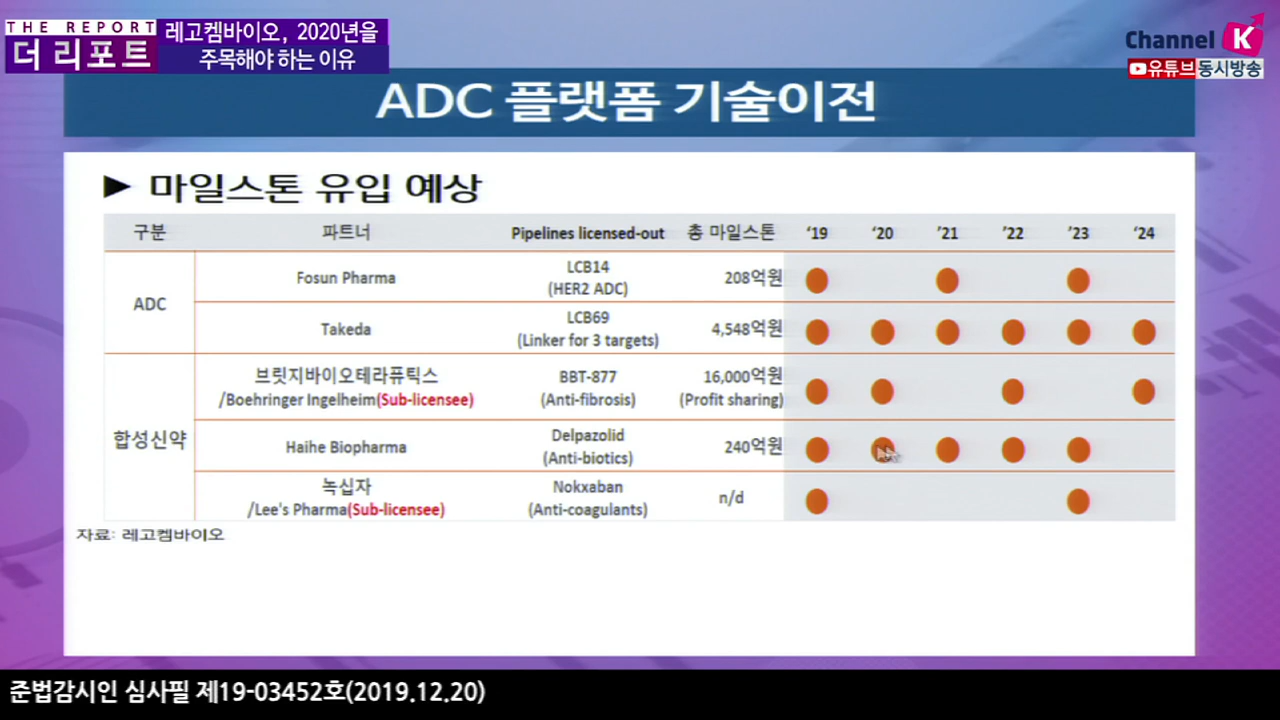 THE REPORT
더 리포트
레고켐바이오, 2020년을
주목해야 하는 이유
Channel K
유튜브 동시방송
ADC 플랫폼 기술이전
▶ 마일스톤 유입 예상
구분 파트너 Pipelines licensed-out 총 마일스톤 ‘19 ‘20 ‘21 ‘22 ‘23 ‘24
ADC
Fosun Pharma
LCB14
(HER2 ADC)
208억원
Takeda
LCB69
(Linker for 3 targets)
4,548억원
합성신약
브릿지바이오테라퓨틱스
/Boehringer Ingelheim(Sub-licensee)
BBT-877
(Anti-fibrosis)
16,000억원
(Profit sharing)
Haihe Biopharma
Delpazolid
(Anti-biotics)
240억원
녹십자
/Lee's Pharma(Sub-licensee)
Nokxaban
(Anti-coagulants)
n/d
자료: 레고켐바이오
준법감시인 심사필 제19-03452호(2019.12.20)